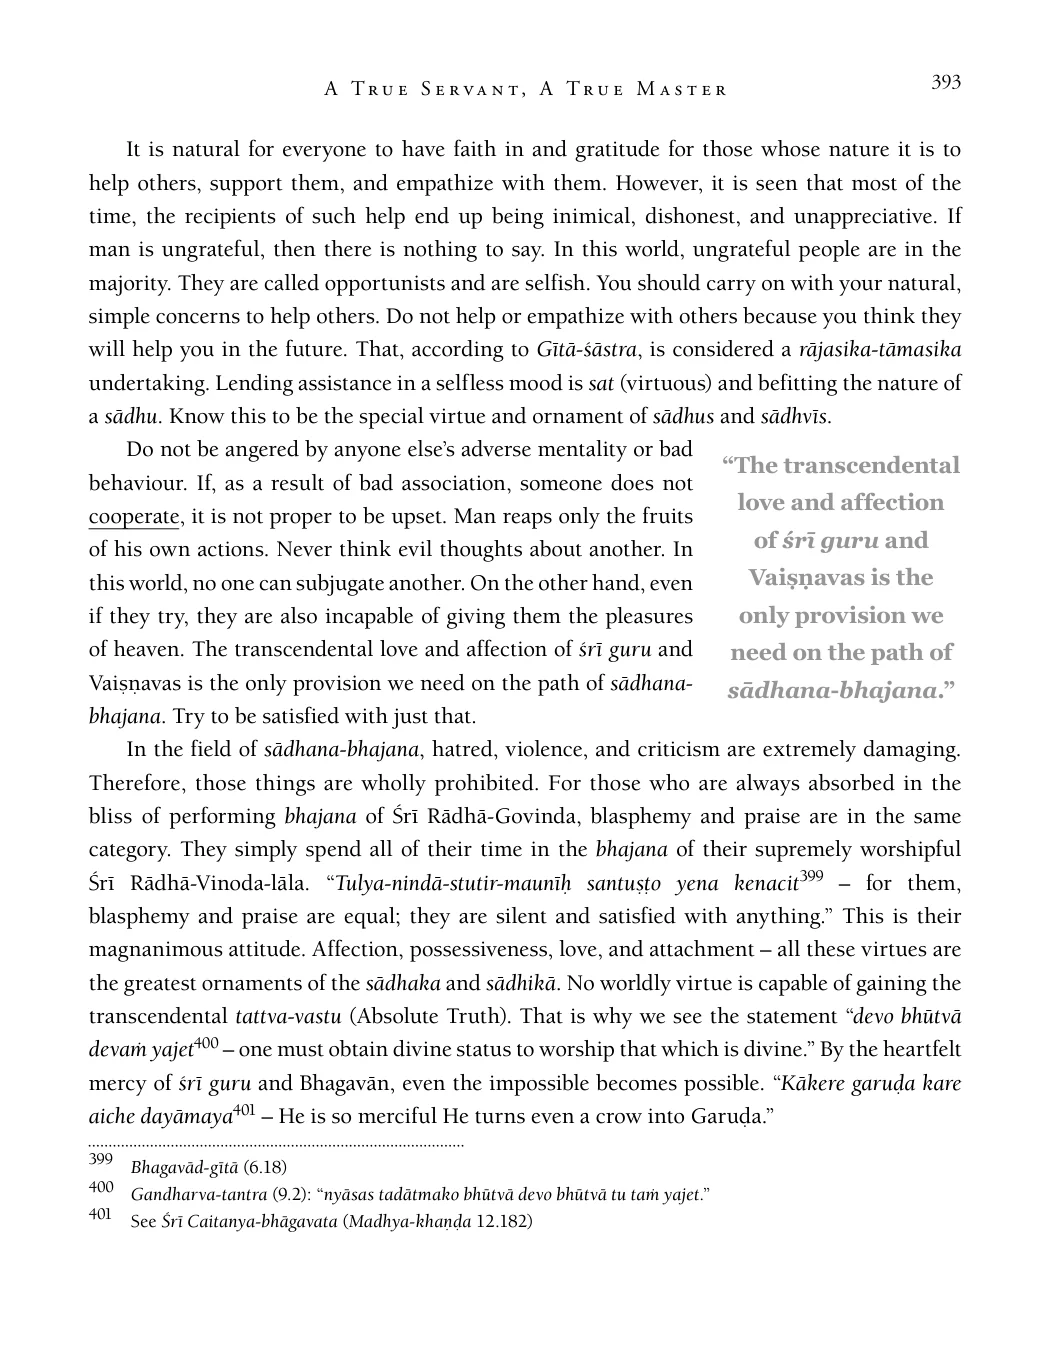 A True Servant, A True Master 393
It is natural for everyone to have faith in and gratitude for those whose nature it is to
help others, support them, and empathize with them. However, it is seen that most of the
time, the recipients of such help end up being inimical, dishonest, and unappreciative. If
man is ungrateful, then there is nothing to say. In this world, ungrateful people are in the
majority. They are called opportunists and are selfish. You should carry on with your natural,
simple concerns to help others. Do not help or empathize with others because you think they
will help you in the future. That, according to Gītā-śāstra, is considered a rājasika-tāmasika
undertaking. Lending assistance in a selfless mood is sat (virtuous) and befitting the nature of
a sādhu. Know this to be the special virtue and ornament of sādhus and sādhvīs.
Do not be angered by anyone else’s adverse mentality or bad
behaviour. If, as a result of bad association, someone does not
cooperate, it is not proper to be upset. Man reaps only the fruits
of his own actions. Never think evil thoughts about another. In
this world, no one can subjugate another. On the other hand, even
if they try, they are also incapable of giving them the pleasures
of heaven. The transcendental love and affection of śrī guru and
Vaiṣṇavas is the only provision we need on the path of sādhana-
bhajana. Try to be satisfied with just that.
“The transcendental
love and affection
of śrī guru and
Vaiṣṇavas is the
only provision we
need on the path of
sādhana-bhajana.”
In the field of sādhana-bhajana, hatred, violence, and criticism are extremely damaging.
Therefore, those things are wholly prohibited. For those who are always absorbed in the
bliss of performing bhajana of Śrī Rādhā-Govinda, blasphemy and praise are in the same
category. They simply spend all of their time in the bhajana of their supremely worshipful
Śrī Rādhā-Vinoda-lāla. “Tulya-nindā-stutir-maunīḥ santuṣṭo yena kenacit399 – for them,
blasphemy and praise are equal; they are silent and satisfied with anything.” This is their
magnanimous attitude. Affection, possessiveness, love, and attachment – all these virtues are
the greatest ornaments of the sādhaka and sādhikā. No worldly virtue is capable of gaining the
transcendental tattva-vastu (Absolute Truth). That is why we see the statement “devo bhūtvā
devaṁ yajet400 – one must obtain divine status to worship that which is divine.” By the heartfelt
mercy of śrī guru and Bhagavān, even the impossible becomes possible. “Kākere garuḍa kare
aiche dayāmaya401 – He is so merciful He turns even a crow into Garuḍa.”
399 Bhagavād-gītā (6.18)
400 Gandharva-tantra (9.2): “nyāsas tadātmako bhūtvā devo bhūtvā tu taṁ yajet.”
401 See Śrī Caitanya-bhāgavata (Madhya-khaṇḍa 12.182)